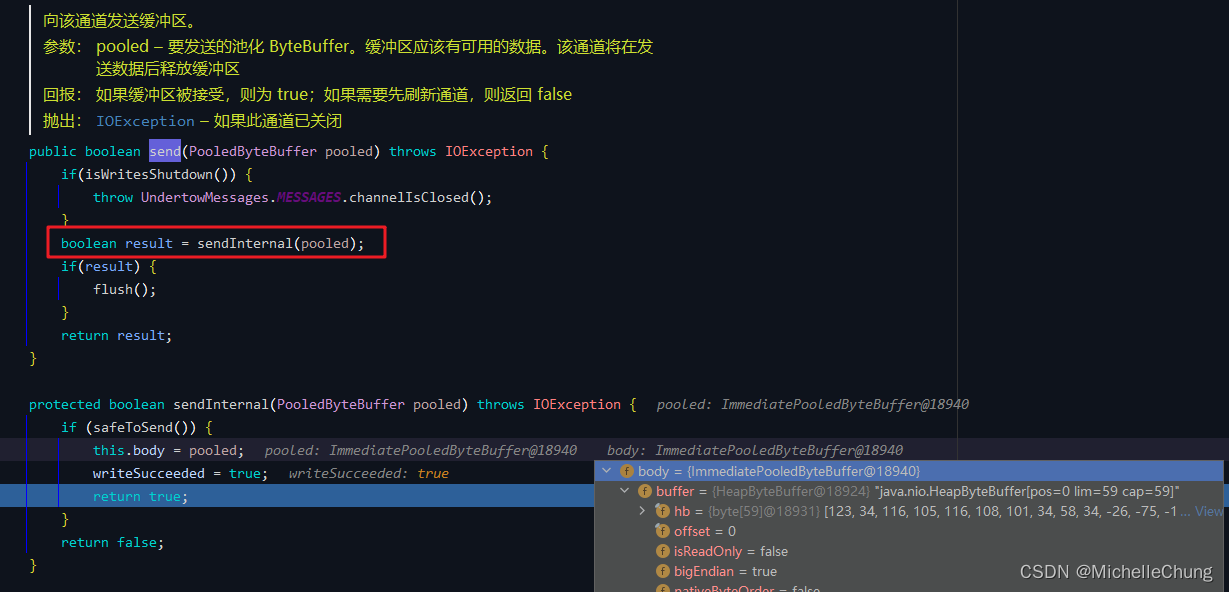 向该通道发送缓冲区。
参数： pooled – 要发送的池化 ByteBuffer。缓冲区应该有可用的数据。该通道将在发
送数据后释放缓冲区
回报： 如果缓冲区被接受，则为 true；如果需要先刷新通道，则返回 false
抛出： IOException – 如果此通道已关闭
public boolean send(PooledByteBuffer pooled) throws IOException {
if(isWritesShutdown()) {
throw UndertowMessages.MESSAGES.channelIsClosed();
}
boolean result = sendInternal(pooled);
if(result) {
flush();
}
return result;
}
protected boolean sendInternal(PooledByteBuffer pooled) throws IOException { pooled: ImmediatePooledByteBuffer@18940
if (safeToSend()) {
this.body = pooled; pooled: ImmediatePooledByteBuffer@18940 body: ImmediatePooledByteBuffer@18940
writeSucceeded = true; writeSucceeded: true
return true;
}
return false;
}
body = {ImmediatePooledByteBuffer@18940}
buffer = {HeapByteBuffer@18924} "java.nio.HeapByteBuffer[pos=0 lim=59 cap=59]"
hb = {byte[59]@18931} [123, 34, 116, 105, 116, 108, 101, 34, 58, 34, -26, -75, -1 ... View
offset = 0
isReadOnly = false
bigEndian = true
nativeByteOrder = false
CSDN @MichelleChung